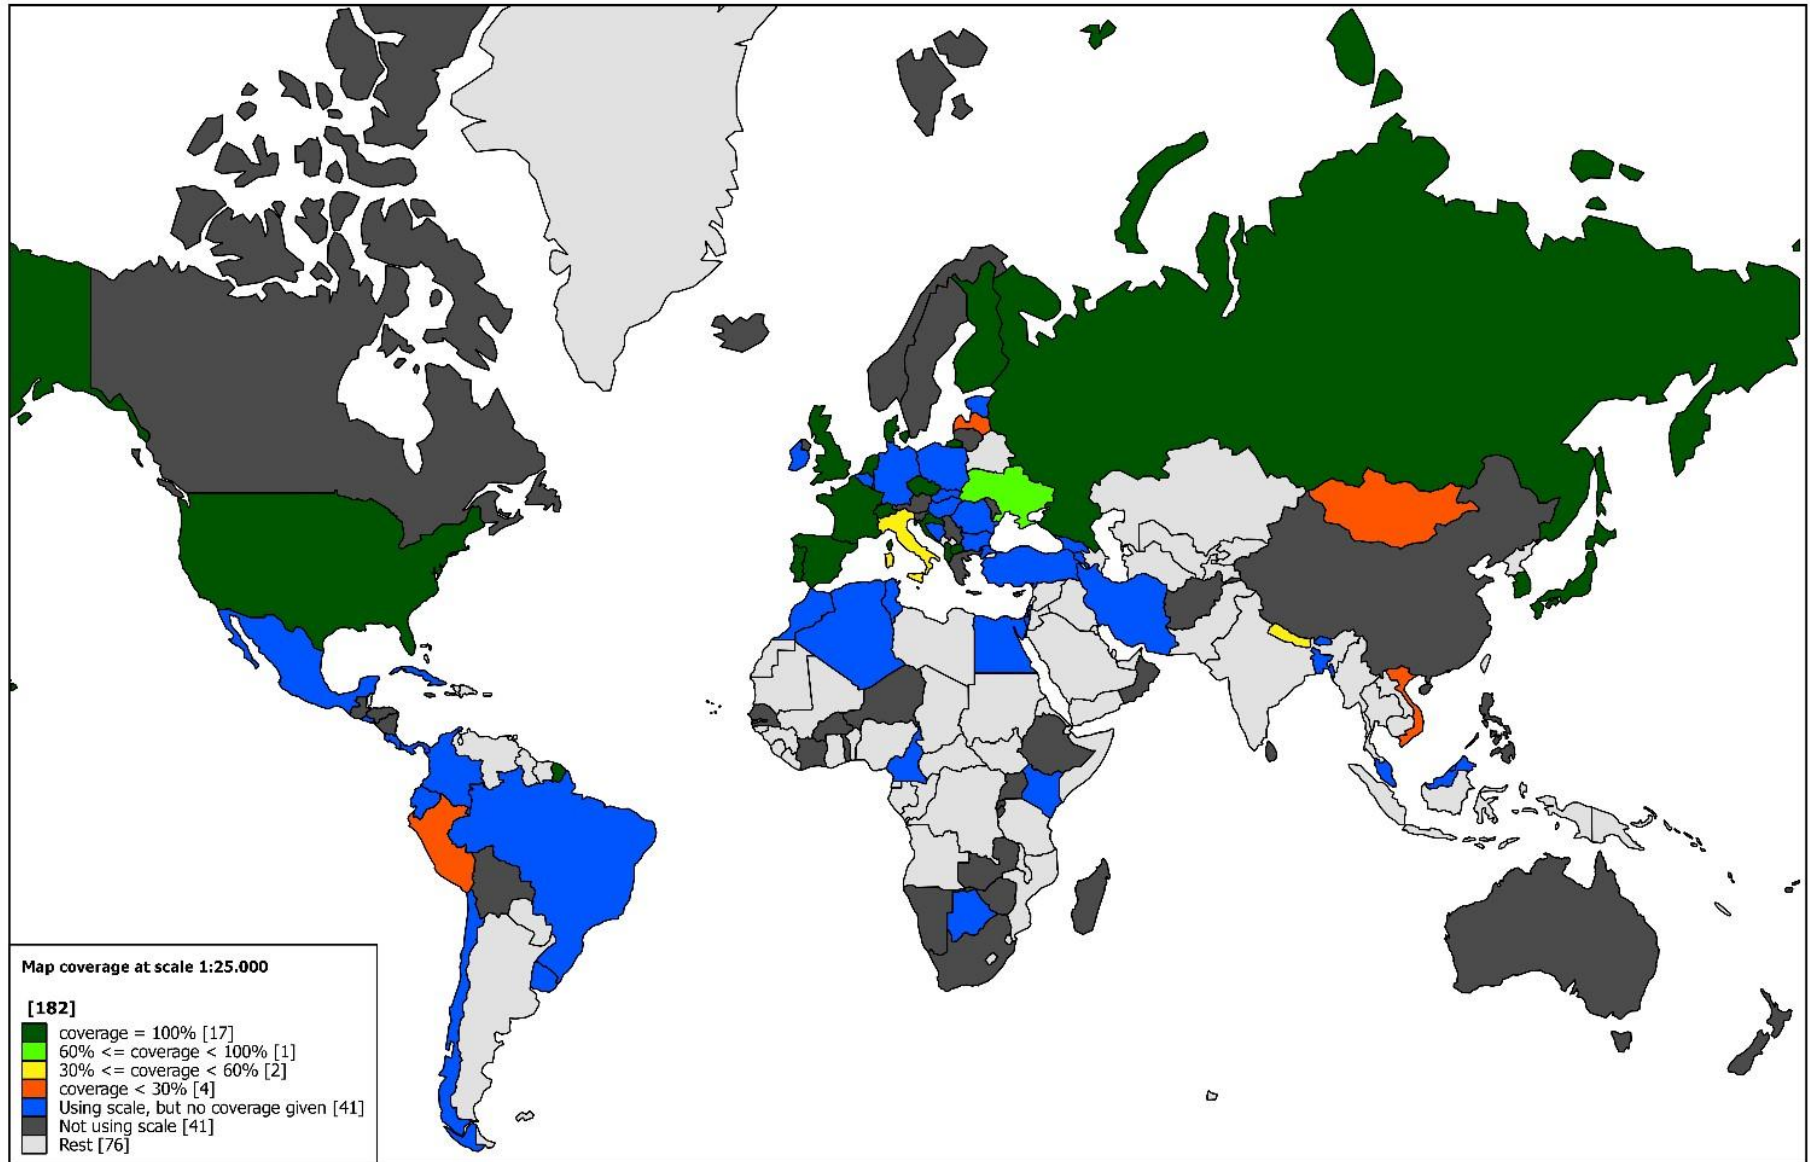 Map coverage at scale 1:25.000
[182]
coverage = 100% [17]
60% <= coverage < 100% [1]
30% <= coverage < 60% [2]
coverage < 30% [4]
Using scale, but no coverage given [41]
Not using scale [41]
Rest [76]